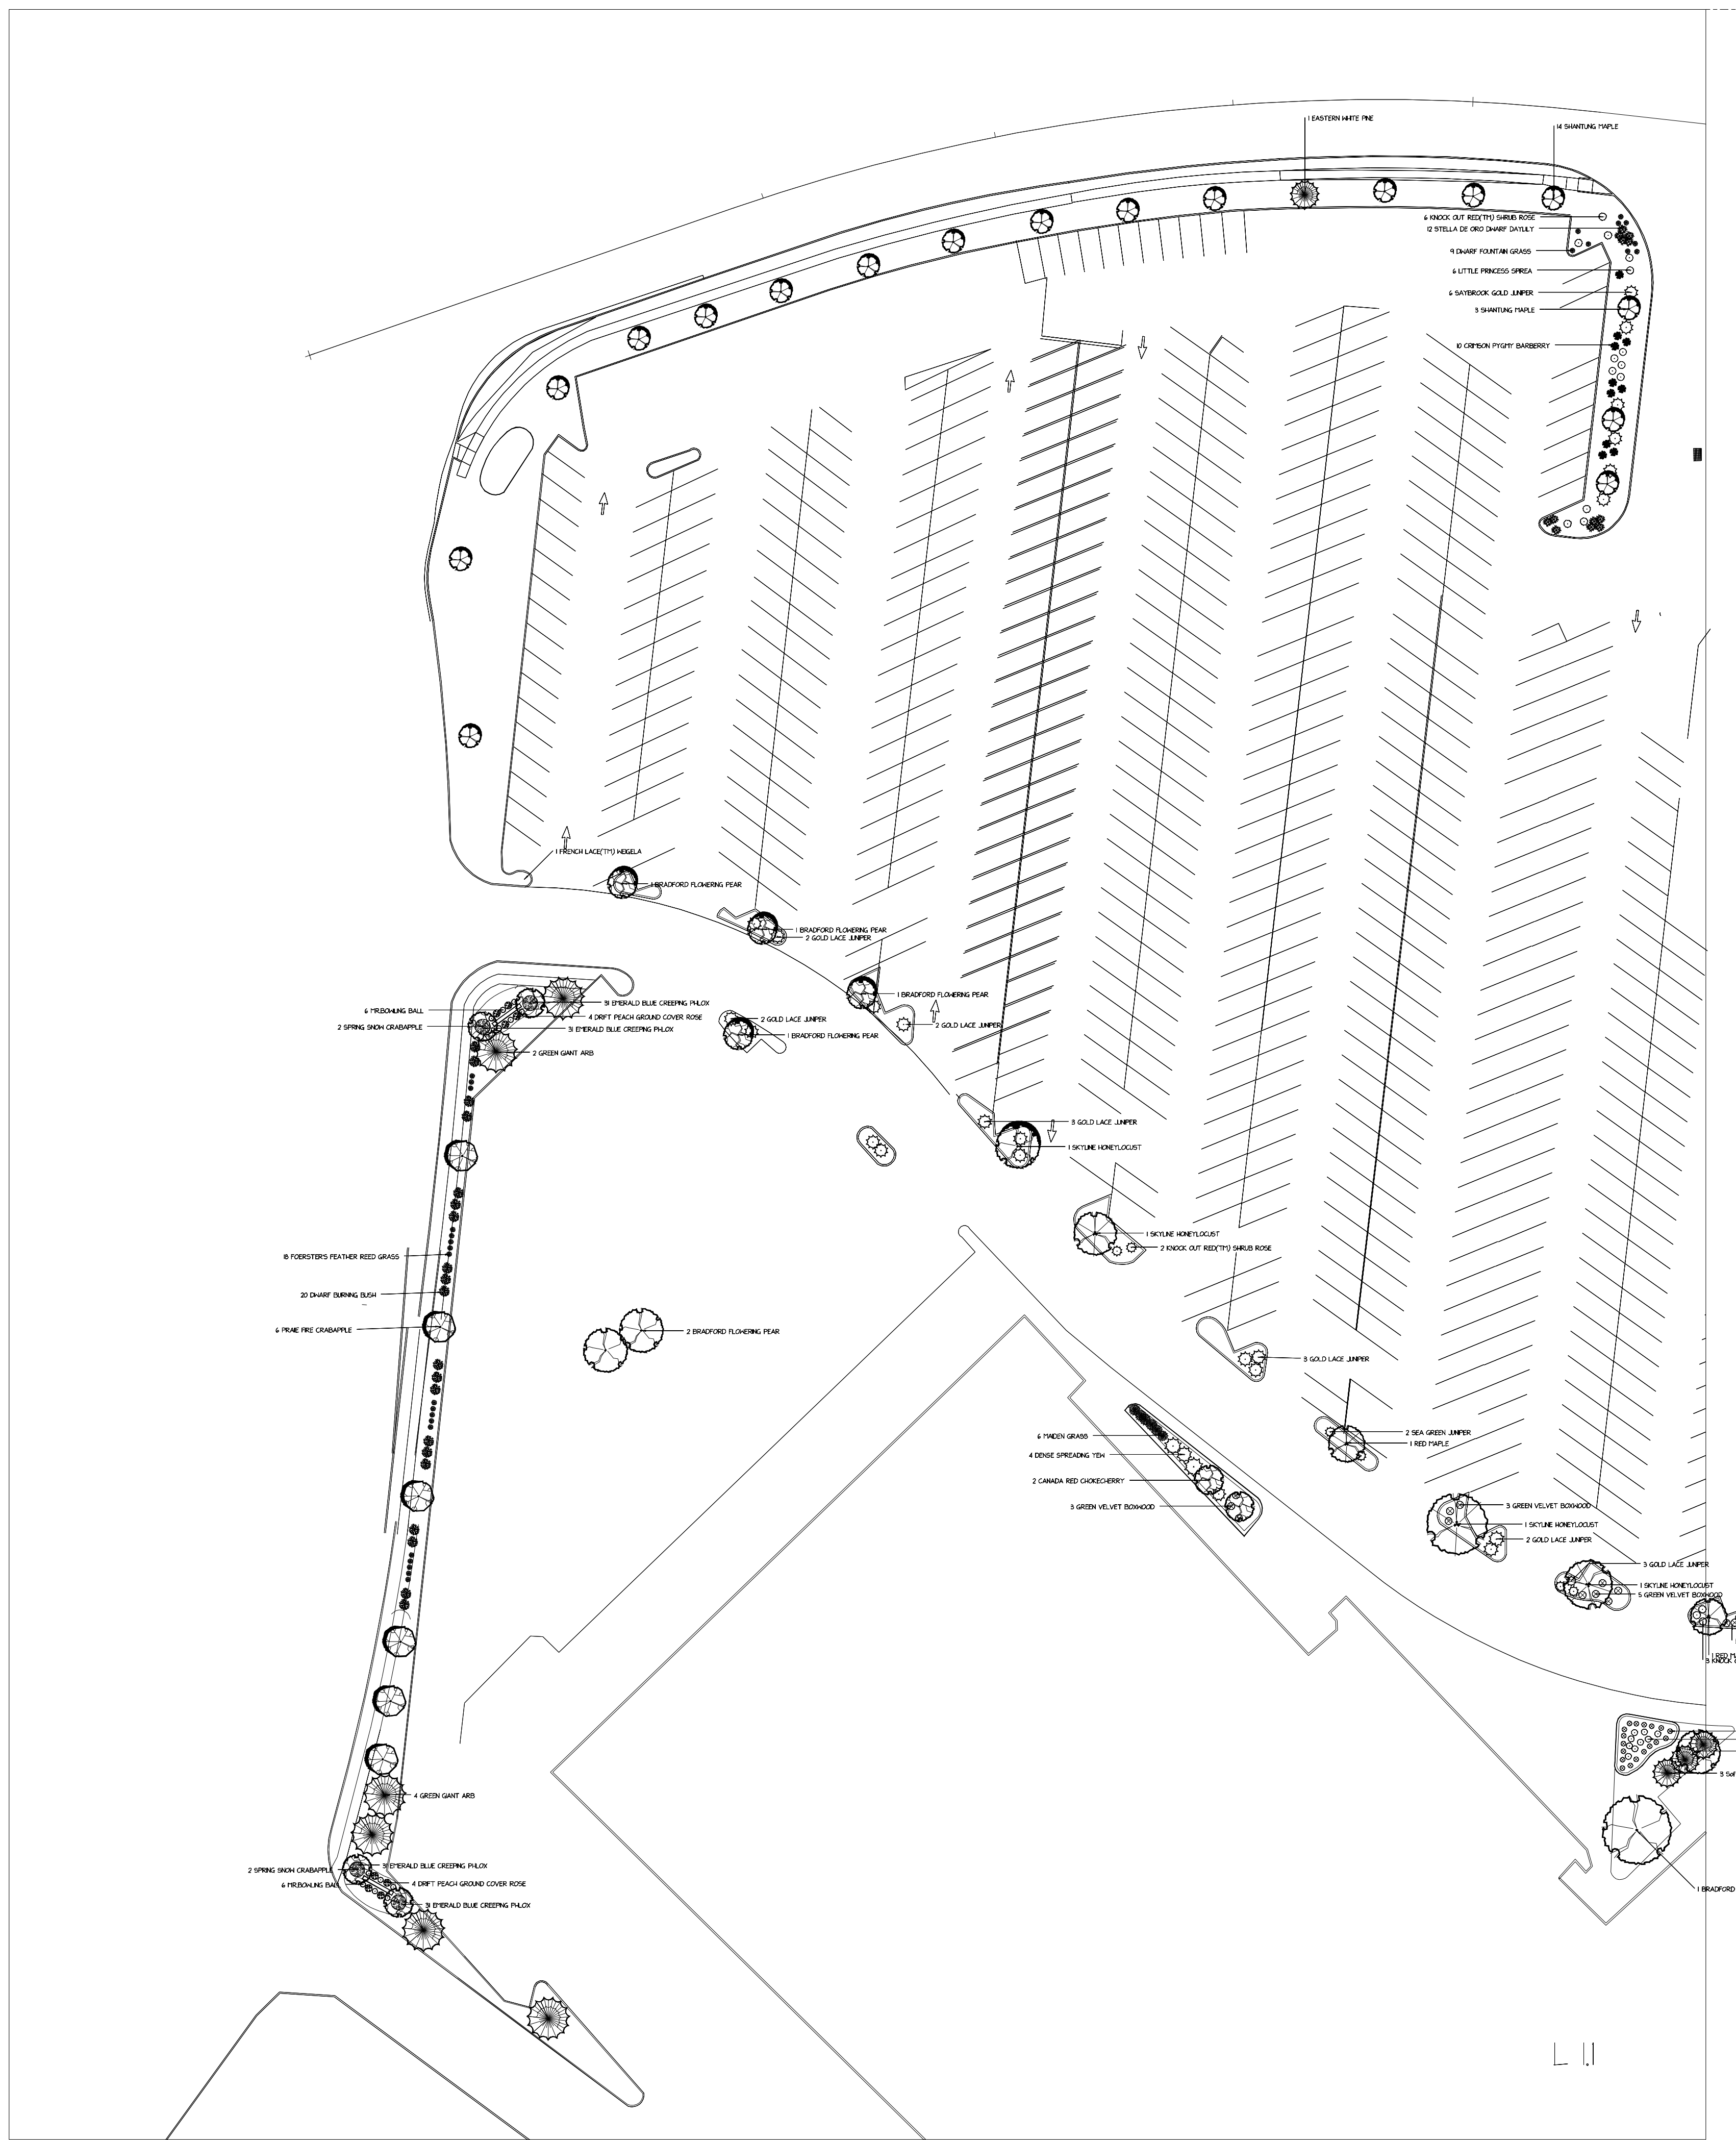 1 EASTERN WHITE PINE
14 SHANTUNG MAPLE
6 KNOCK OUT RED(TM) SHRUB ROSE
12 STELLA DE ORO DWARF DAYLILY
9 DWARF FOUNTAIN GRASS
6 LITTLE PRINCESS SPIREA
6 SAYBROOK GOLD JUNIPER
3 SHANTUNG MAPLE
10 CRIMSON PYGMY BARBERRY
1 FRENCH LACE(TM) WEIGELA
1 BRADFORD FLOWERING PEAR
1 BRADFORD FLOWERING PEAR
2 GOLD LACE JUNIPER
1 BRADFORD FLOWERING PEAR
31 EMERALD BLUE CREEPING PHLOX
6 MR.BOWLING BALL
4 DRIFT PEACH GROUND COVER ROSE
2 GOLD LACE JUNIPER
2 GOLD LACE JUNIPER
2 SPRING SNOW CRABAPPLE
31 EMERALD BLUE CREEPING PHLOX
1 BRADFORD FLOWERING PEAR
2 GREEN GIANT ARB
3 GOLD LACE JUNIPER
1 SKYLINE HONEYLOCUST
1 SKYLINE HONEYLOCUST
2 KNOCK OUT RED(TM) SHRUB ROSE
18 FOERSTER'S FEATHER REED GRASS
20 DWARF BURNING BUSH
6 PRAIE FIRE CRABAPPLE
2 BRADFORD FLOWERING PEAR
3 GOLD LACE JUNIPER
2 SEA GREEN JUNIPER
6 MAIDEN GRASS
1 RED MAPLE
4 DENSE SPREADING YEW
2 CANADA RED CHOKECHERRY
3 GREEN VELVET BOXWOOD
3 GREEN VELVET BOXWOOD
1 SKYLINE HONEYLOCUST
2 GOLD LACE JUNIPER
3 GOLD LACE JUNIPER
1 SKYLINE HONEYLOCUST
5 GREEN VELVET BOXWOOD
1 RED M
3 KNOCK
3 SOF
4 GREEN GIANT ARB
31 EMERALD BLUE CREEPING PHLOX
2 SPRING SNOW CRABAPPLE
4 DRIFT PEACH GROUND COVER ROSE
6 MR.BOWLING BALL
1 BRADFORD
31 EMERALD BLUE CREEPING PHLOX
L 1.1